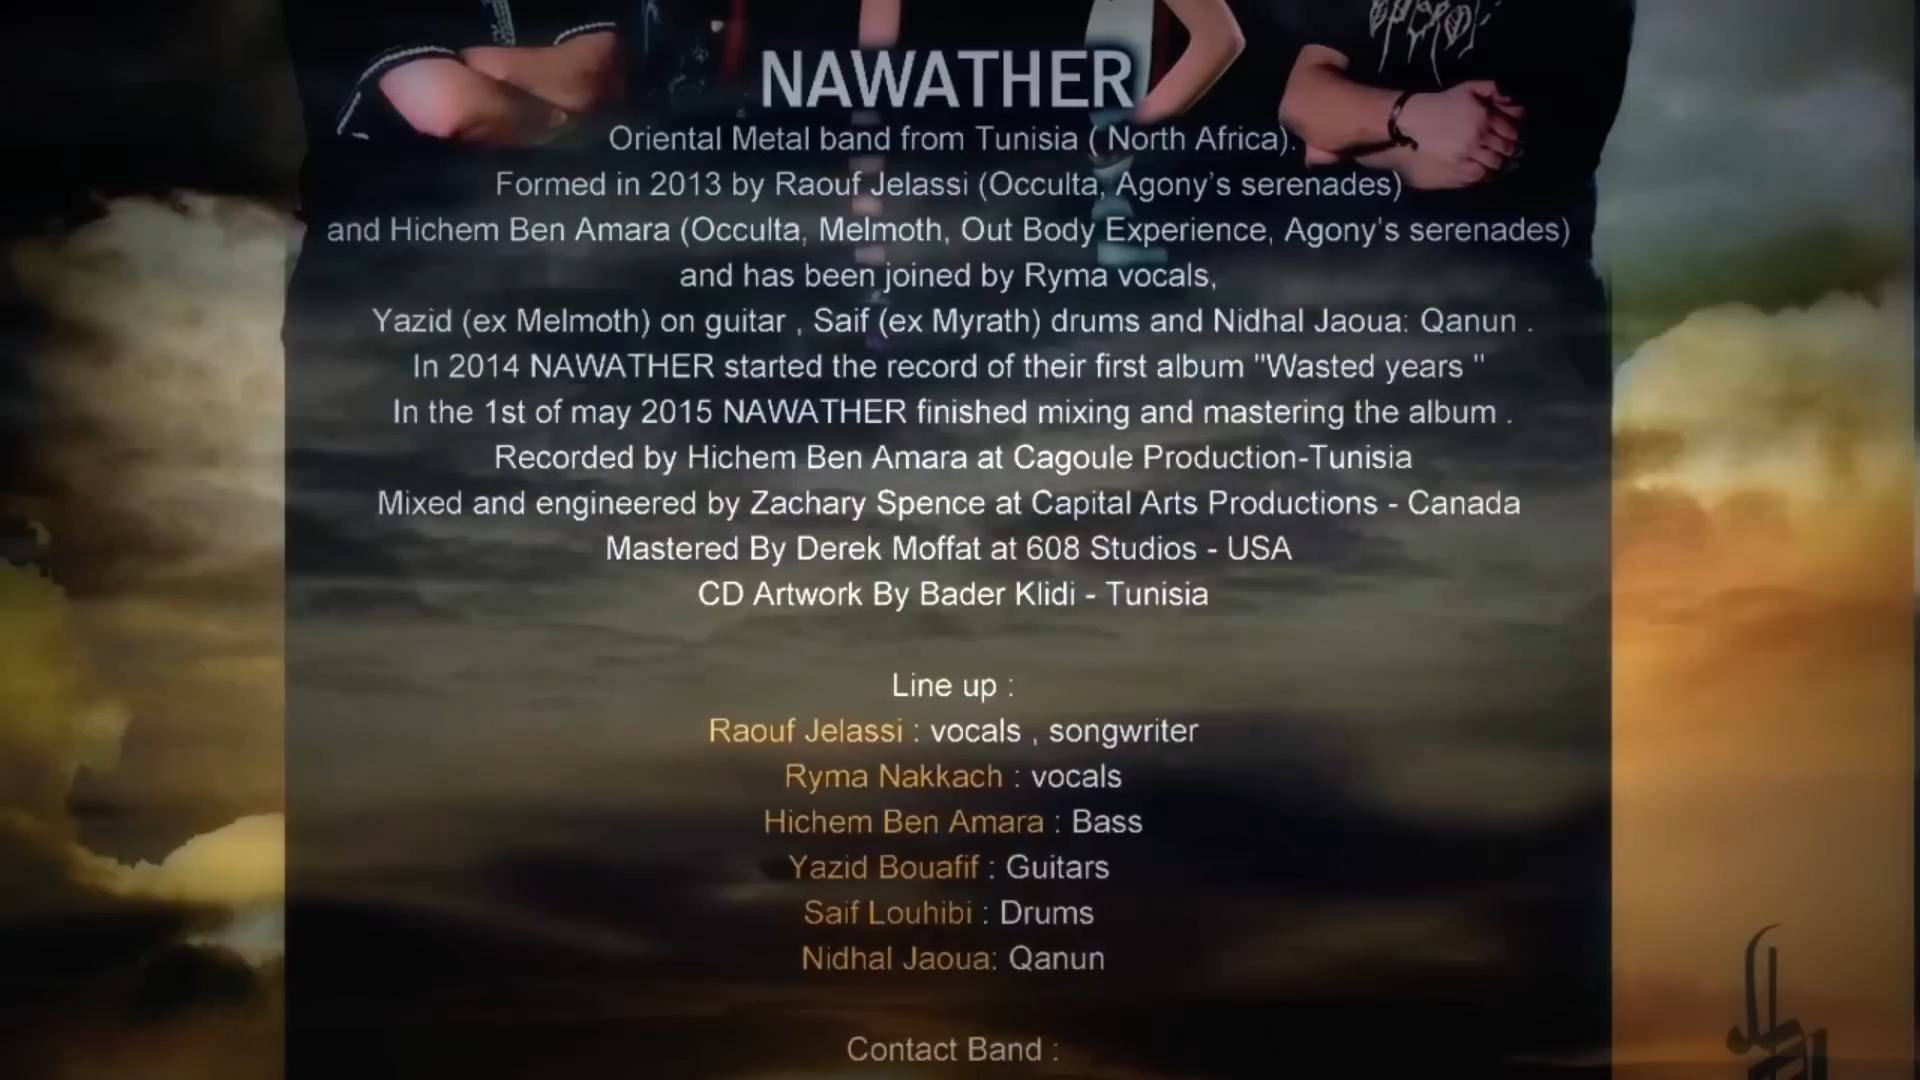 NAWATHER
Oriental Metal band from Tunisia ( North Africa).
Formed in 2013 by Raouf Jelassi (Occulta, Agony's serenades)
and Hichem Ben Amara (Occulta, Melmoth, Out Body Experience, Agony's serenades)
and has been joined by Ryma vocals,
Yazid (ex Melmoth) on guitar , Saif (ex Myrath) drums and Nidhal Jaoua: Qanun .
In 2014 NAWATHER started the record of their first album "Wasted years "
In the 1st of may 2015 NAWATHER finished mixing and mastering the album .
Recorded by Hichem Ben Amara at Cagoule Production-Tunisia
Mixed and engineered by Zachary Spence at Capital Arts Productions - Canada
Mastered By Derek Moffat at 608 Studios - USA
CD Artwork By Bader Klidi - Tunisia
Line up :
Raouf Jelassi : vocals , songwriter
Ryma Nakkach : vocals
Hichem Ben Amara : Bass
Yazid Bouafif : Guitars
Saif Louhibi : Drums
Nidhal Jaoua: Qanun
Contact Band :